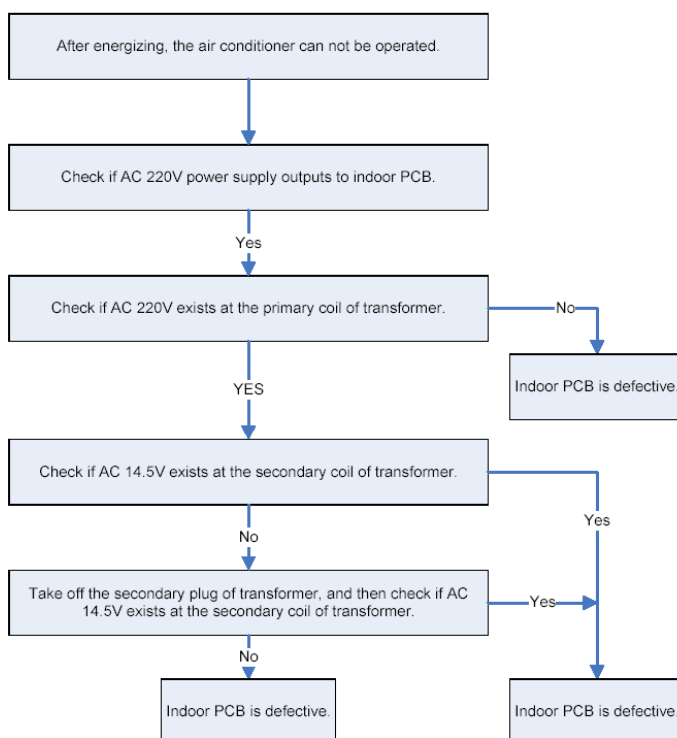 After energizing, the air conditioner can not be operated.
Check if AC 220V power supply outputs to indoor PCB.
Yes
Check if AC 220V exists at the primary coil of transformer.
No
Indoor PCB is defective.
YES
Check if AC 14.5V exists at the secondary coil of transformer.
Yes
No
Take off the secondary plug of transformer, and then check if AC
14.5V exists at the secondary coil of transformer.
Yes
No
Indoor PCB is defective.
Indoor PCB is defective.